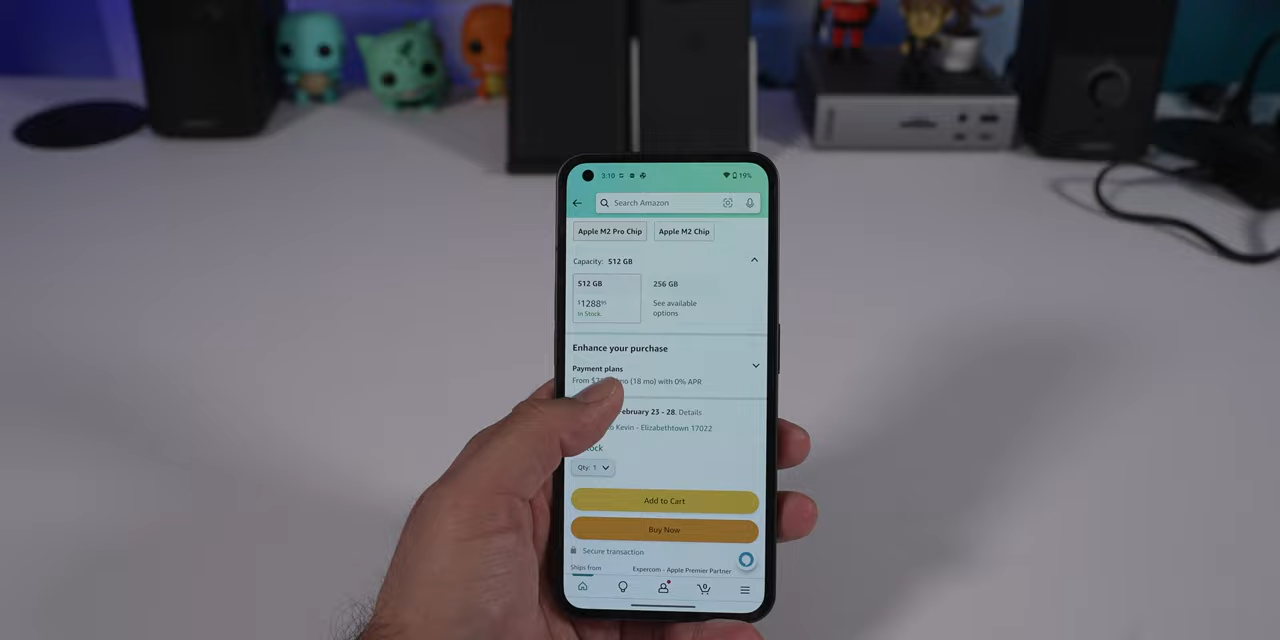 3:10
19%
Search Amazon
Apple M2 Pro Chip
Apple M2 Chip
Capacity: 512 GB
512 GB
256 GB
$1288
See available
In Stock.
options
Enhance your purchase
Payment plans
From (18 mo) with 0% APR
February 23 - 28. Details
Kevin - Elizabethtown 17022
Qty: 1
Add to Cart
Buy Now
Secure transaction
Ships from
Expercom - Apple Premier Partner
0